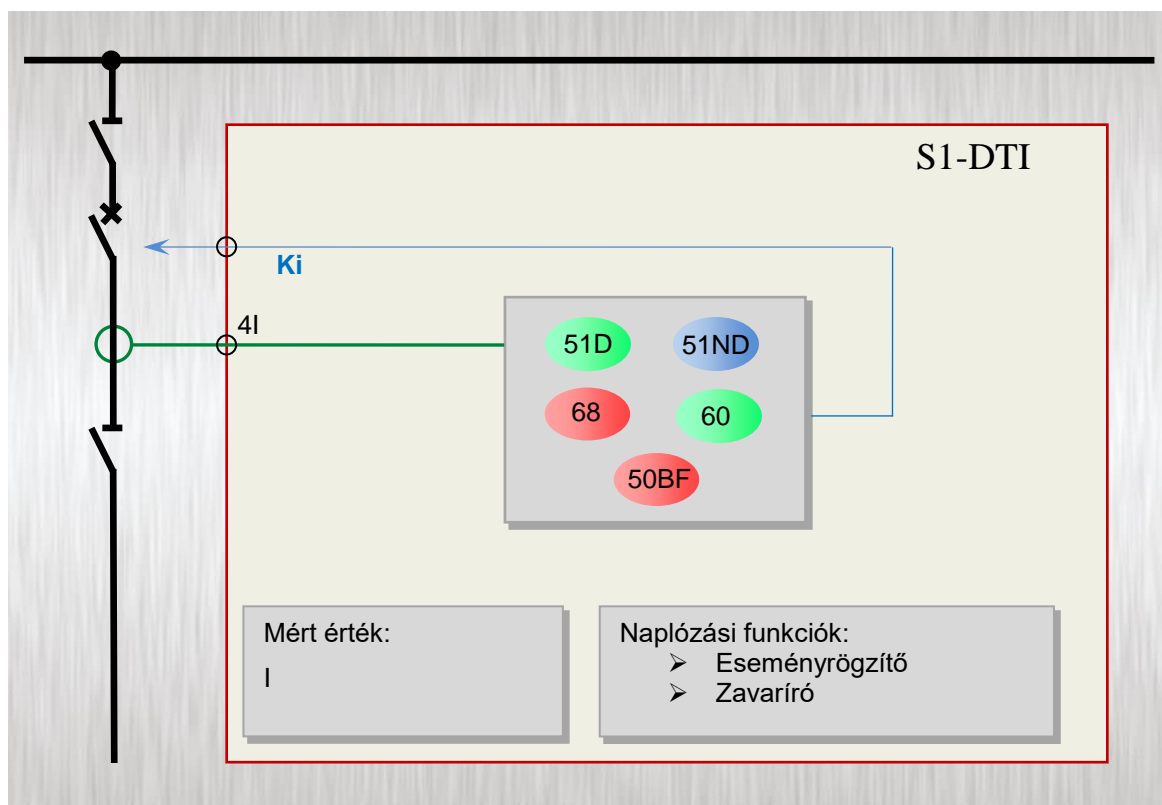 S1-DTI
Ki
4I
51D
51ND
68
60
50BF
Mért érték:
I
Naplózási funkciók:
➢ Eseményrögzítő
➢ Zavaríró